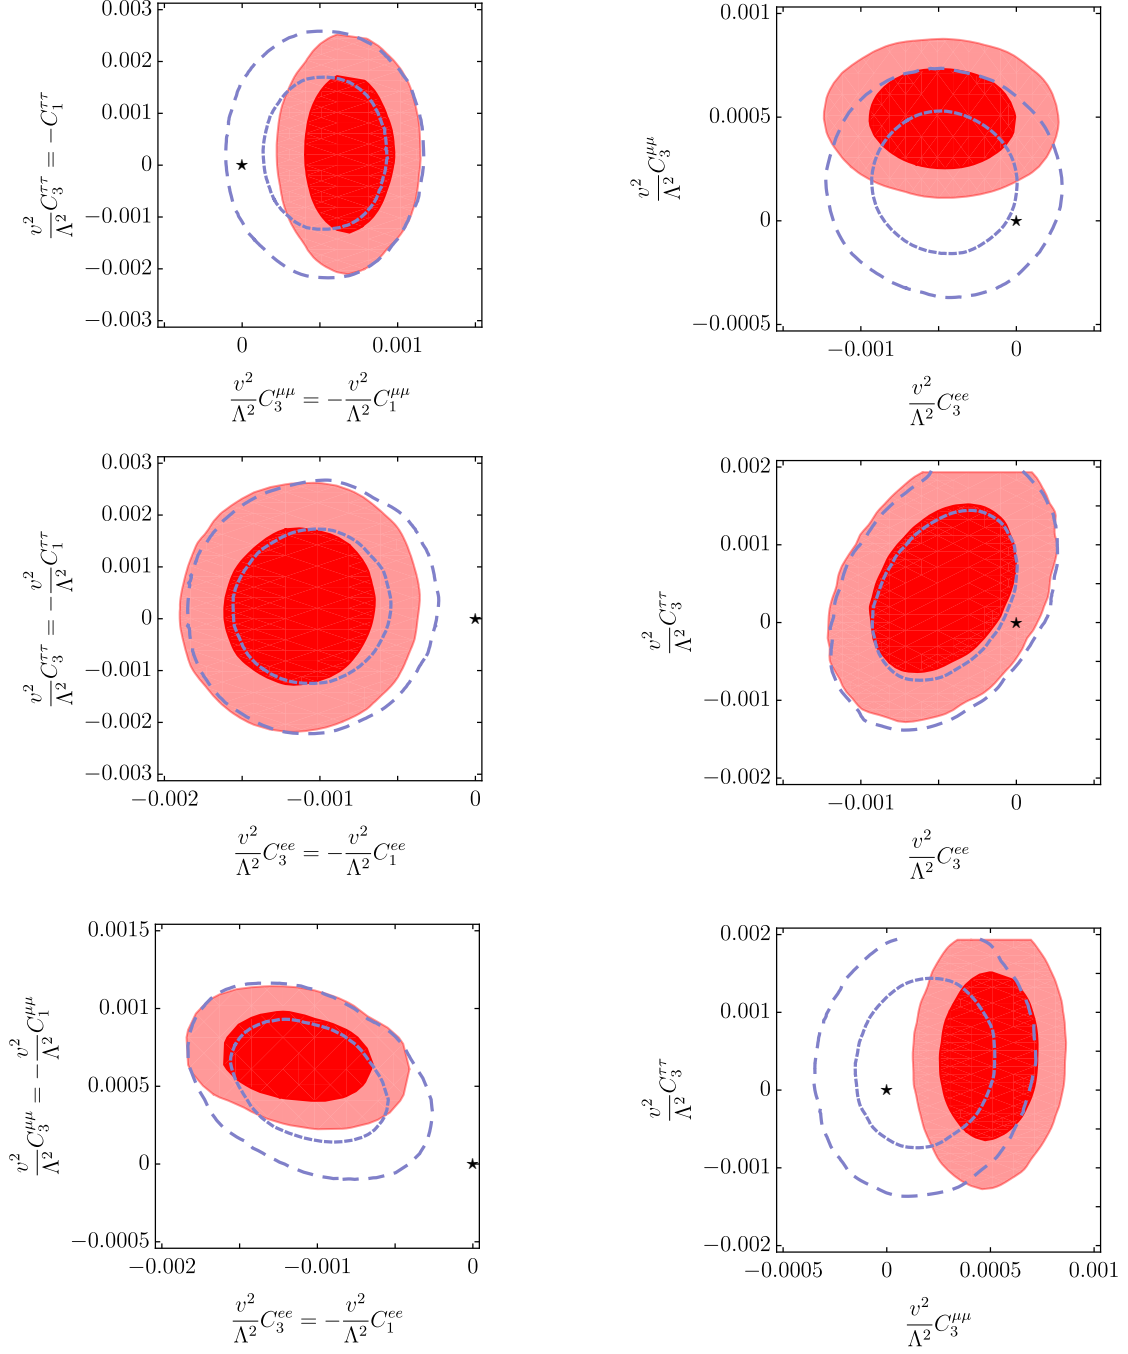 0.003
0.002
0.001
0
−0.001
−0.002
−0.003
v²/Λ² C₃^ττ = −C₁^ττ
0 0.001
v²/Λ² C₃^μμ = −v²/Λ² C₁^μμ
0.001
0.0005
0
−0.0005
v²/Λ² C₃^μμ
−0.001 0
v²/Λ² C₃^ee
0.003
0.002
0.001
0
−0.001
−0.002
−0.003
v²/Λ² C₃^ττ = −v²/Λ² C₁^ττ
−0.002 −0.001 0
v²/Λ² C₃^ee = −v²/Λ² C₁^ee
0.002
0.001
0
−0.001
−0.002
v²/Λ² C₃^ττ
−0.001 0
v²/Λ² C₃^ee
0.0015
0.001
0.0005
0
−0.0005
v²/Λ² C₃^μμ = −v²/Λ² C₁^μμ
−0.002 −0.001 0
v²/Λ² C₃^ee = −v²/Λ² C₁^ee
0.002
0.001
0
−0.001
−0.002
v²/Λ² C₃^ττ
−0.0005 0 0.0005 0.001
v²/Λ² C₃^μμ